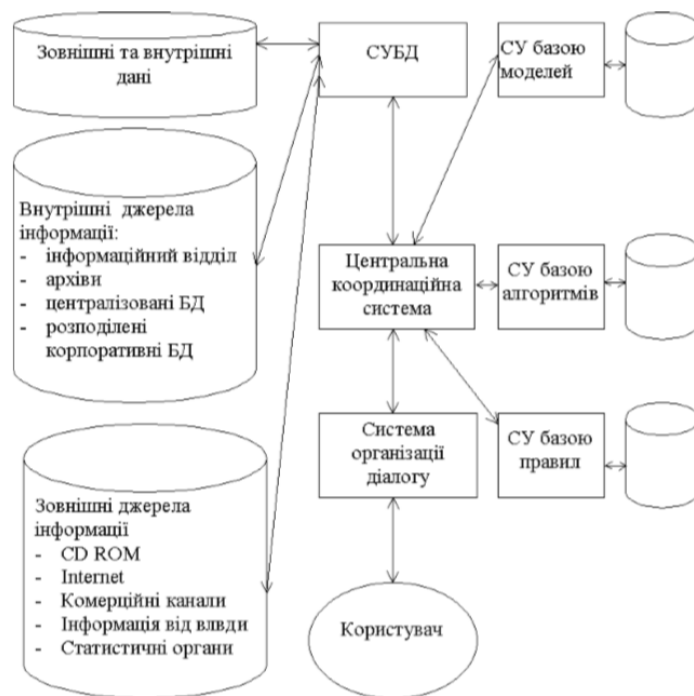 Зовнішні та внутрішні
дані
СУБД
СУ базою
моделей
Внутрішні джерела
інформації:
- інформаційний відділ
- архіви
- централізовані БД
- розподілені
корпоративні БД
Центральна
координаційна
система
СУ базою
алгоритмів
Система
організації
діалогу
СУ базою
правил
Зовнішні джерела
інформації
- CD ROM
- Internet
- Комерційні канали
- Інформація від влвди
- Статистичні органи
Користувач